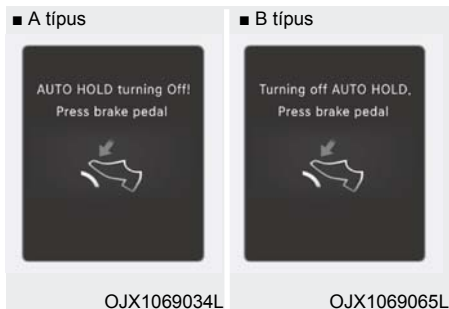 ■ A típus
AUTO HOLD turning Off!
Press brake pedal
OJX1069034L
■ B típus
Turning off AUTO HOLD,
Press brake pedal
OJX1069065L